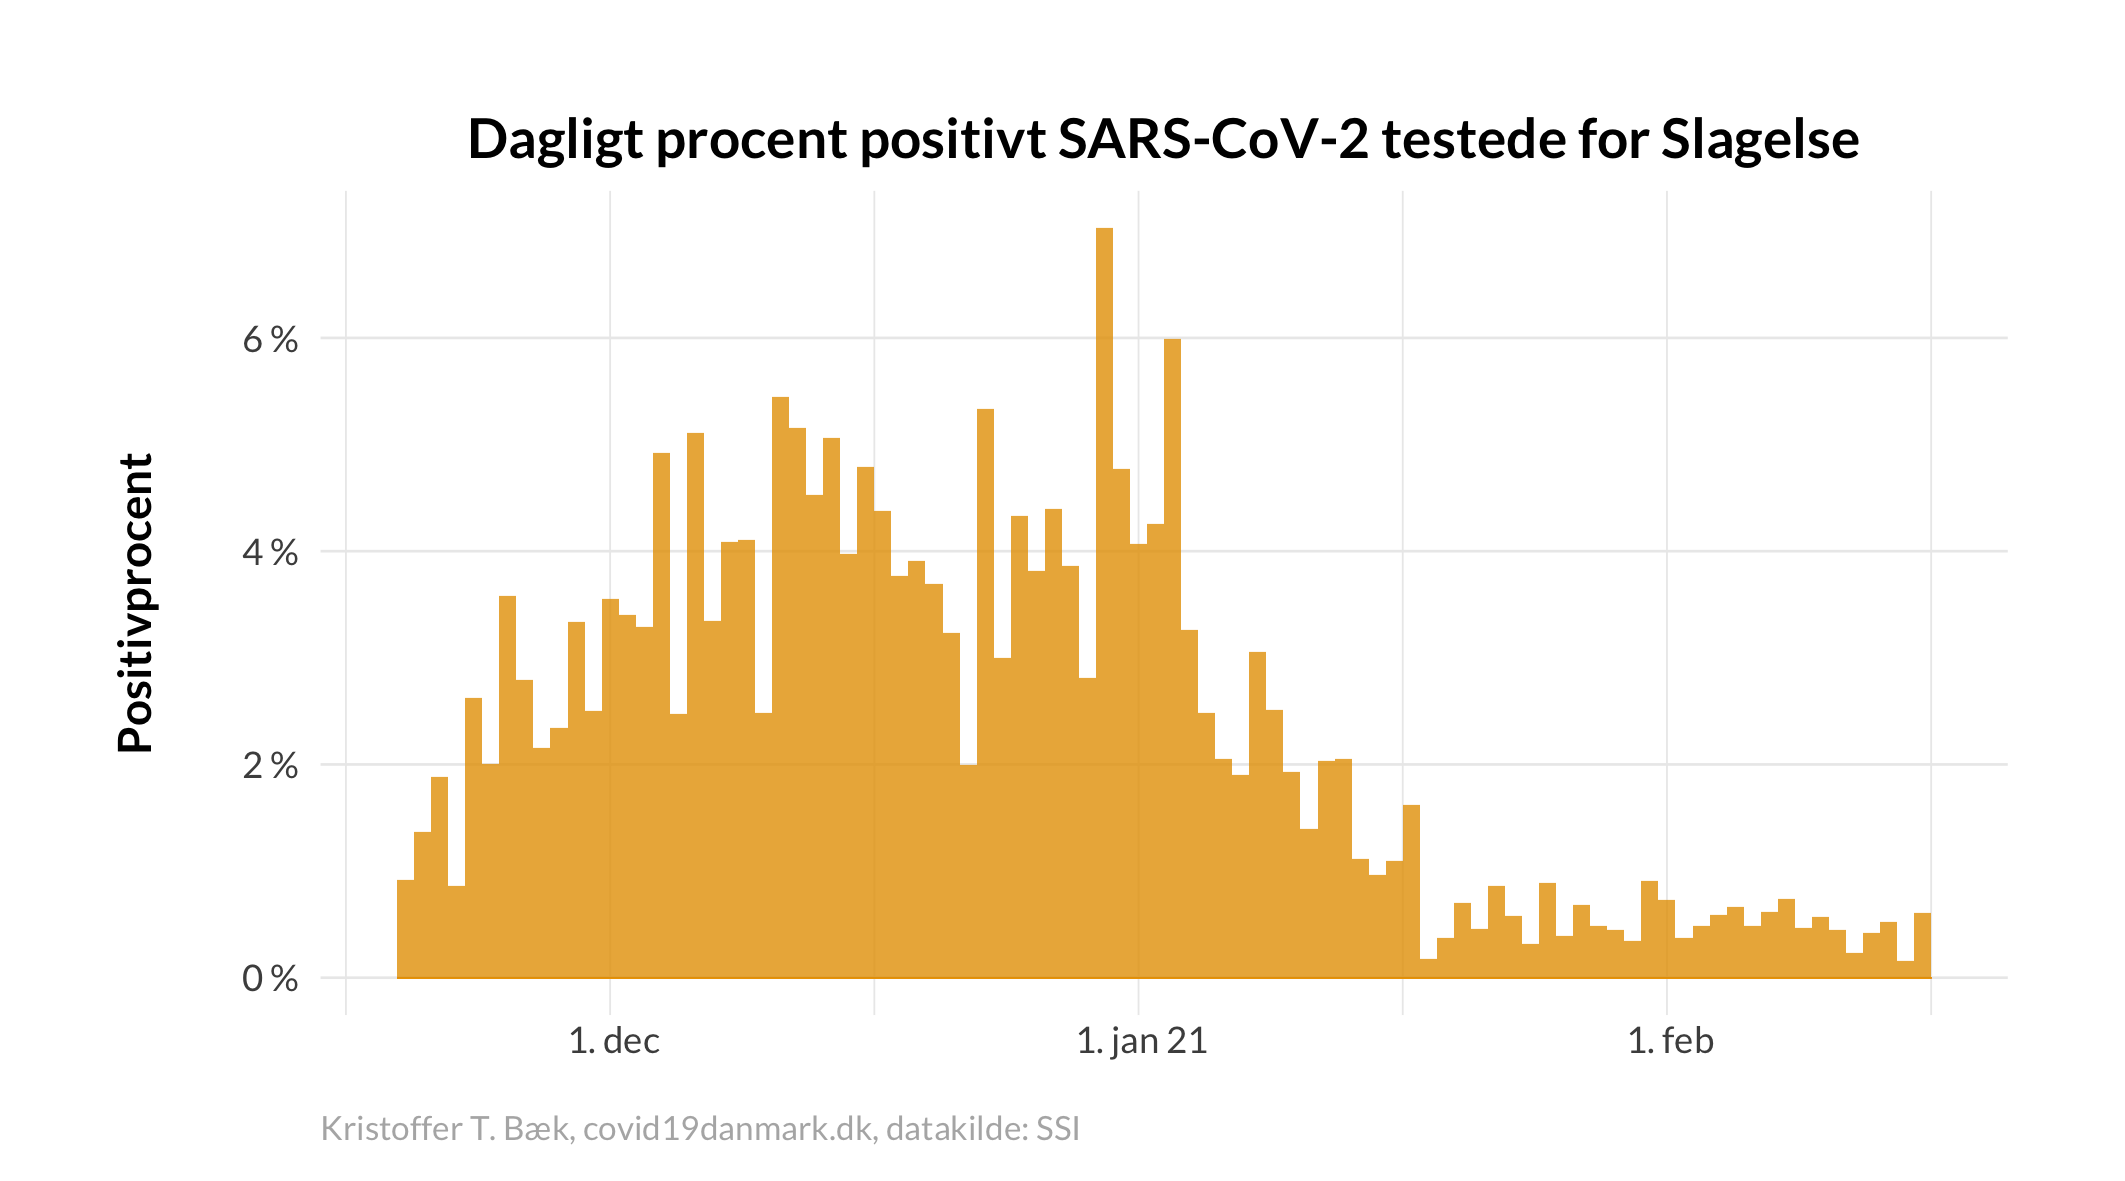 Dagligt procent positivt SARS-CoV-2 testede for Slagelse
Positivprocent
6 %
4 %
2 %
0 %
1. dec
1. jan 21
1. feb
Kristoffer T. Bæk, covid19danmark.dk, datakilde: SSI